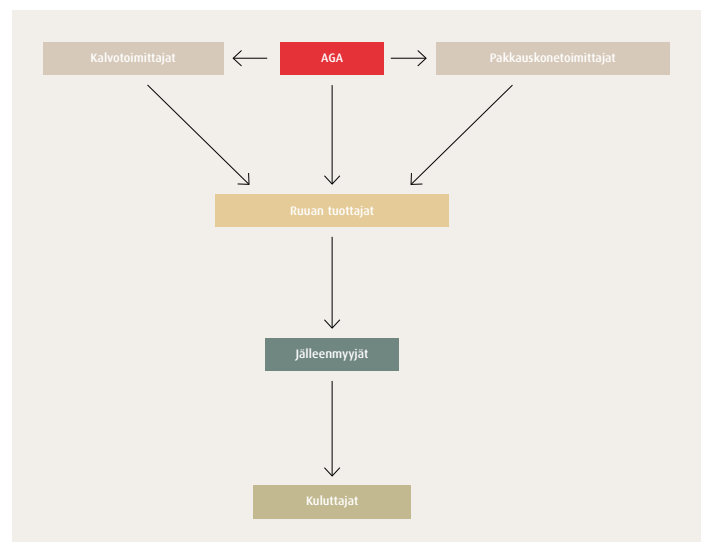 Kalvotoimittajat
AGA
Pakkauskonetoimittajat
Ruuan tuottajat
Jälleenmyyjät
Kuluttajat